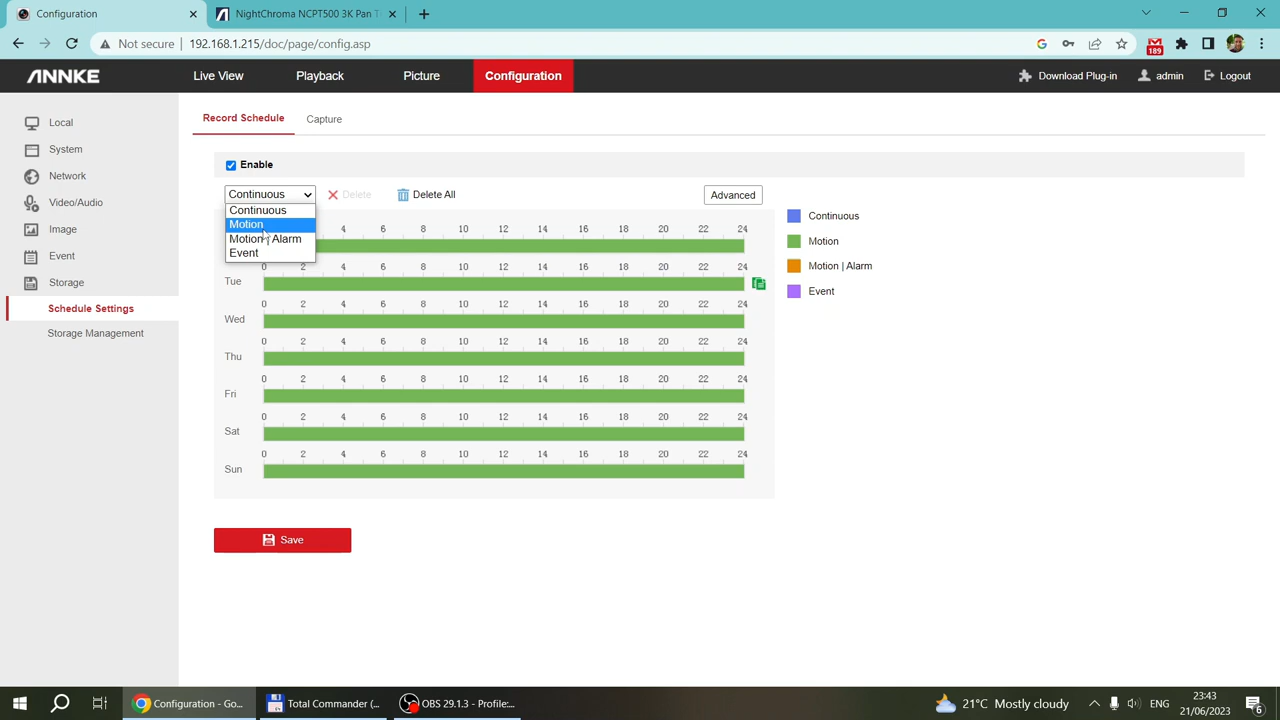 Configuration
NightChroma NCPT500 3K Pan T
Not secure | 192.168.1.215/doc/page/config.asp
189
ANNKE
Live View
Playback
Picture
Configuration
Download Plug-in
admin
Logout
Local
System
Network
Video/Audio
Image
Event
Storage
Schedule Settings
Storage Management
Record Schedule
Capture
Enable
Continuous
Delete
Delete All
Advanced
Continuous
Motion
Motion | Alarm
Event
4 6 8 10 12 14 16 18 20 22 24
0 2 4 6 8 10 12 14 16 18 20 22 24
Tue
0 2 4 6 8 10 12 14 16 18 20 22 24
Wed
0 2 4 6 8 10 12 14 16 18 20 22 24
Thu
0 2 4 6 8 10 12 14 16 18 20 22 24
Fri
0 2 4 6 8 10 12 14 16 18 20 22 24
Sat
0 2 4 6 8 10 12 14 16 18 20 22 24
Sun
Continuous
Motion
Motion | Alarm
Event
Save
Configuration - Go...
Total Commander (...
OBS 29.1.3 - Profile:...
21°C Mostly cloudy
ENG
23:43
21/06/2023
6